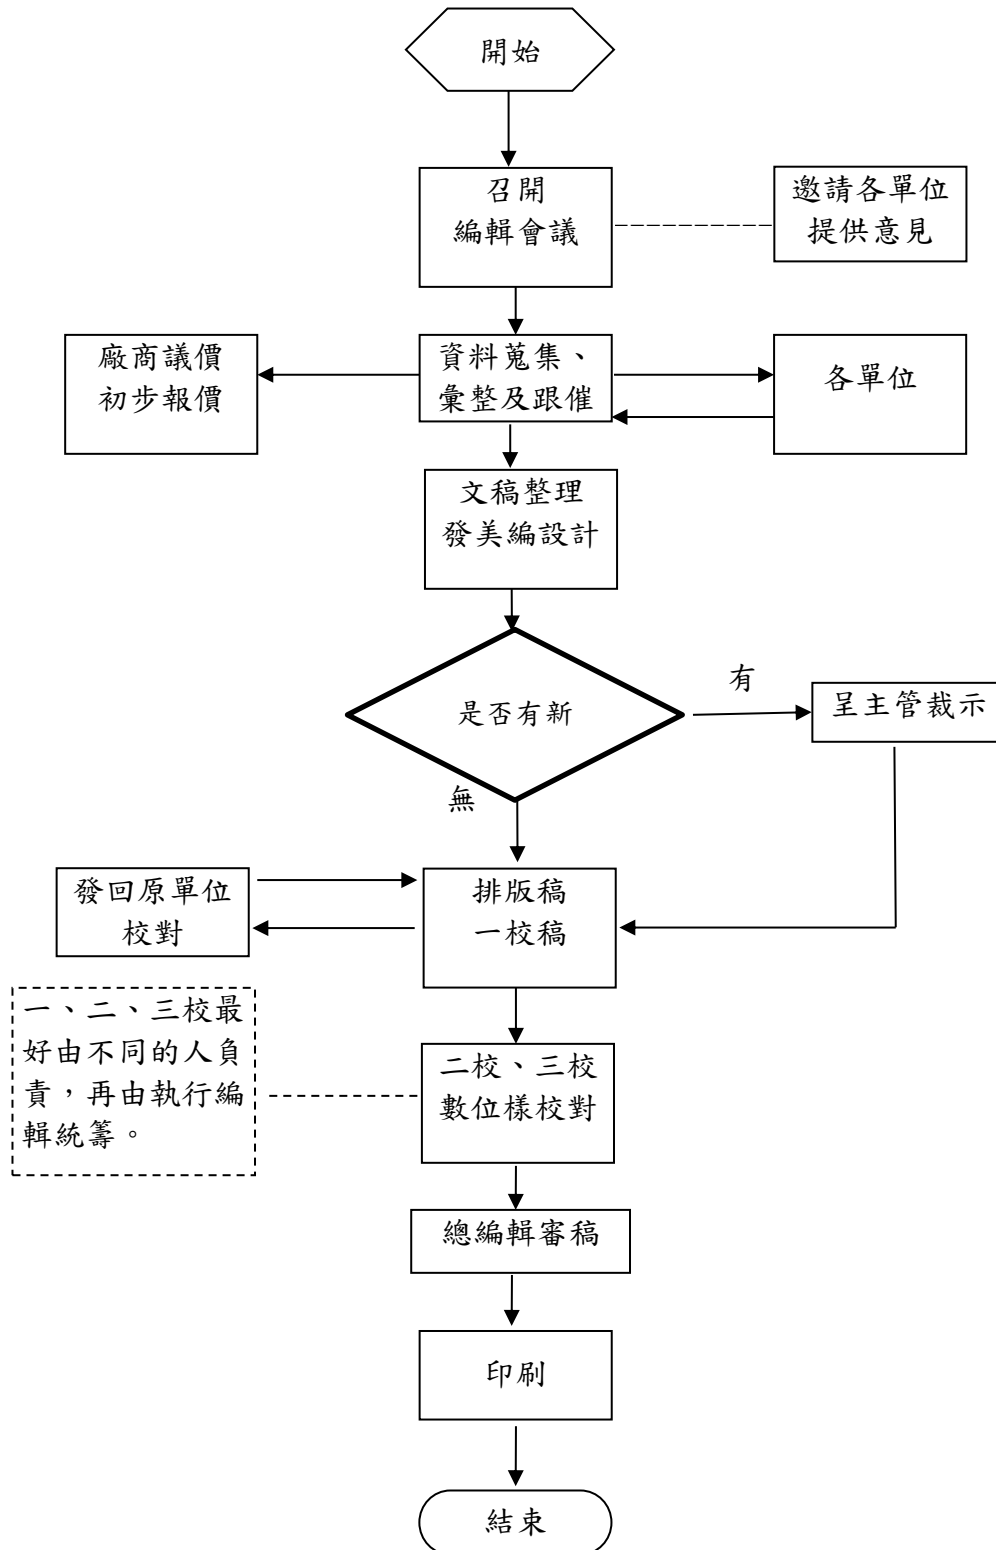 開始
召開
編輯會議
邀請各單位
提供意見
廠商議價
初步報價
資料蒐集、
彙整及跟催
各單位
文稿整理
發美編設計
是否有新
有
呈主管裁示
無
發回原單位
校對
排版稿
一校稿
一、二、三校最
好由不同的人負
責，再由執行編
輯統籌。
二校、三校
數位樣校對
總編輯審稿
印刷
結束